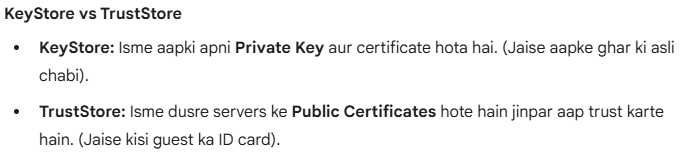 KeyStore vs TrustStore
• KeyStore: Isme aapki apni Private Key aur certificate hota hai. (Jaise aapke ghar ki asli
chabi).
• TrustStore: Isme dusre servers ke Public Certificates hote hain jinpar aap trust karte
hain. (Jaise kisi guest ka ID card).